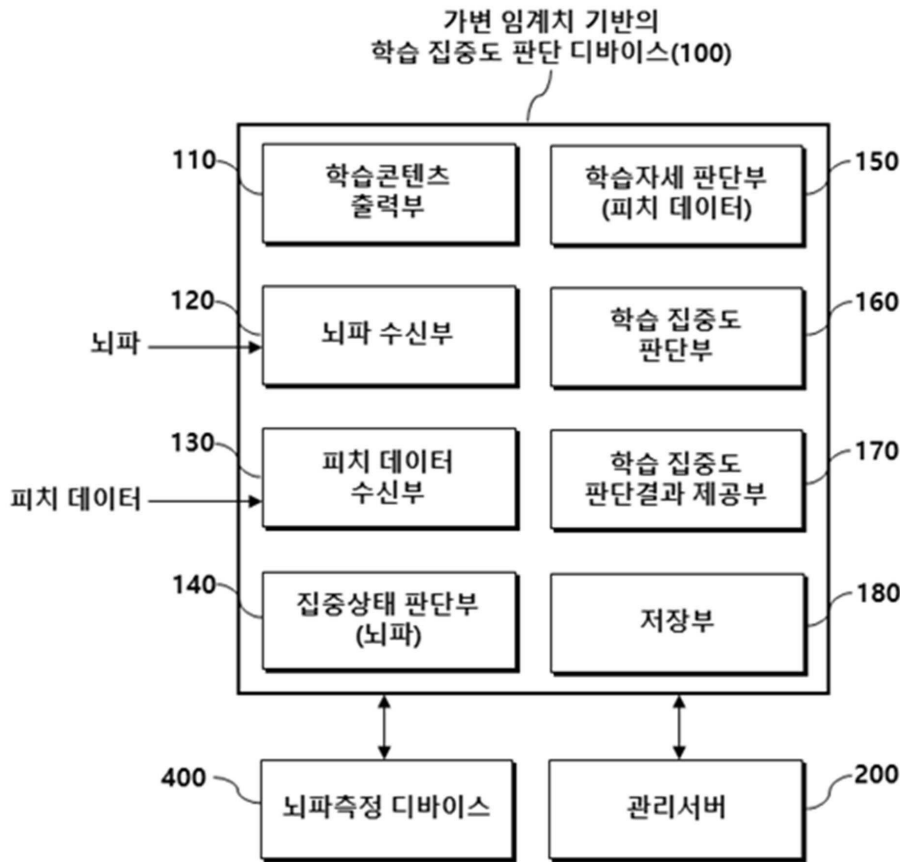 가변 임계치 기반의
학습 집중도 판단 디바이스(100)
110
학습콘텐츠
출력부
150
학습자세 판단부
(피치 데이터)
120
뇌파
뇌파 수신부
160
학습 집중도
판단부
130
피치 데이터
피치 데이터
수신부
170
학습 집중도
판단결과 제공부
140
집중상태 판단부
(뇌파)
180
저장부
400
뇌파측정 디바이스
200
관리서버